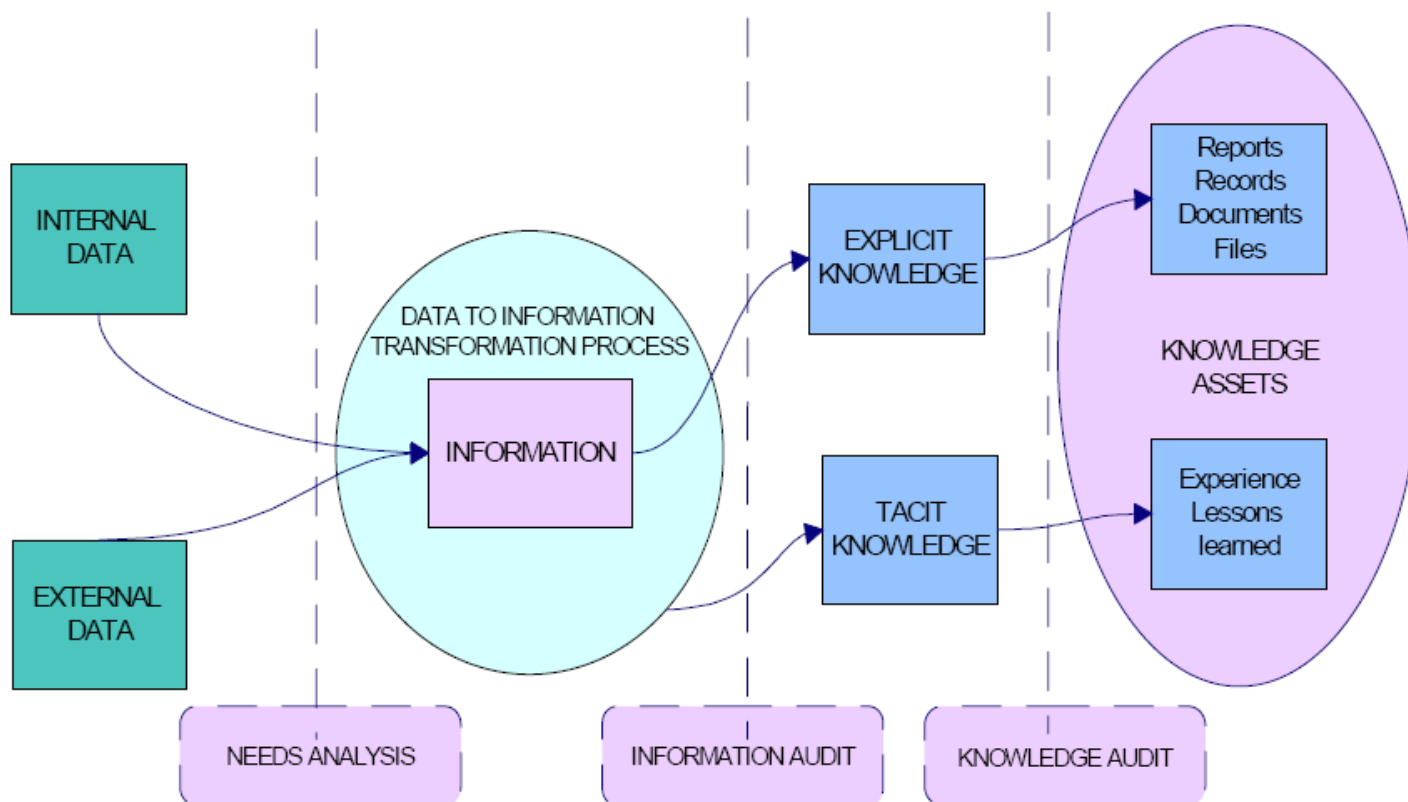 INTERNAL
DATA
EXTERNAL
DATA
DATA TO INFORMATION
TRANSFORMATION PROCESS
INFORMATION
EXPLICIT
KNOWLEDGE
TACIT
KNOWLEDGE
Reports
Records
Documents
Files
KNOWLEDGE
ASSETS
Experience
Lessons
learned
NEEDS ANALYSIS
INFORMATION AUDIT
KNOWLEDGE AUDIT